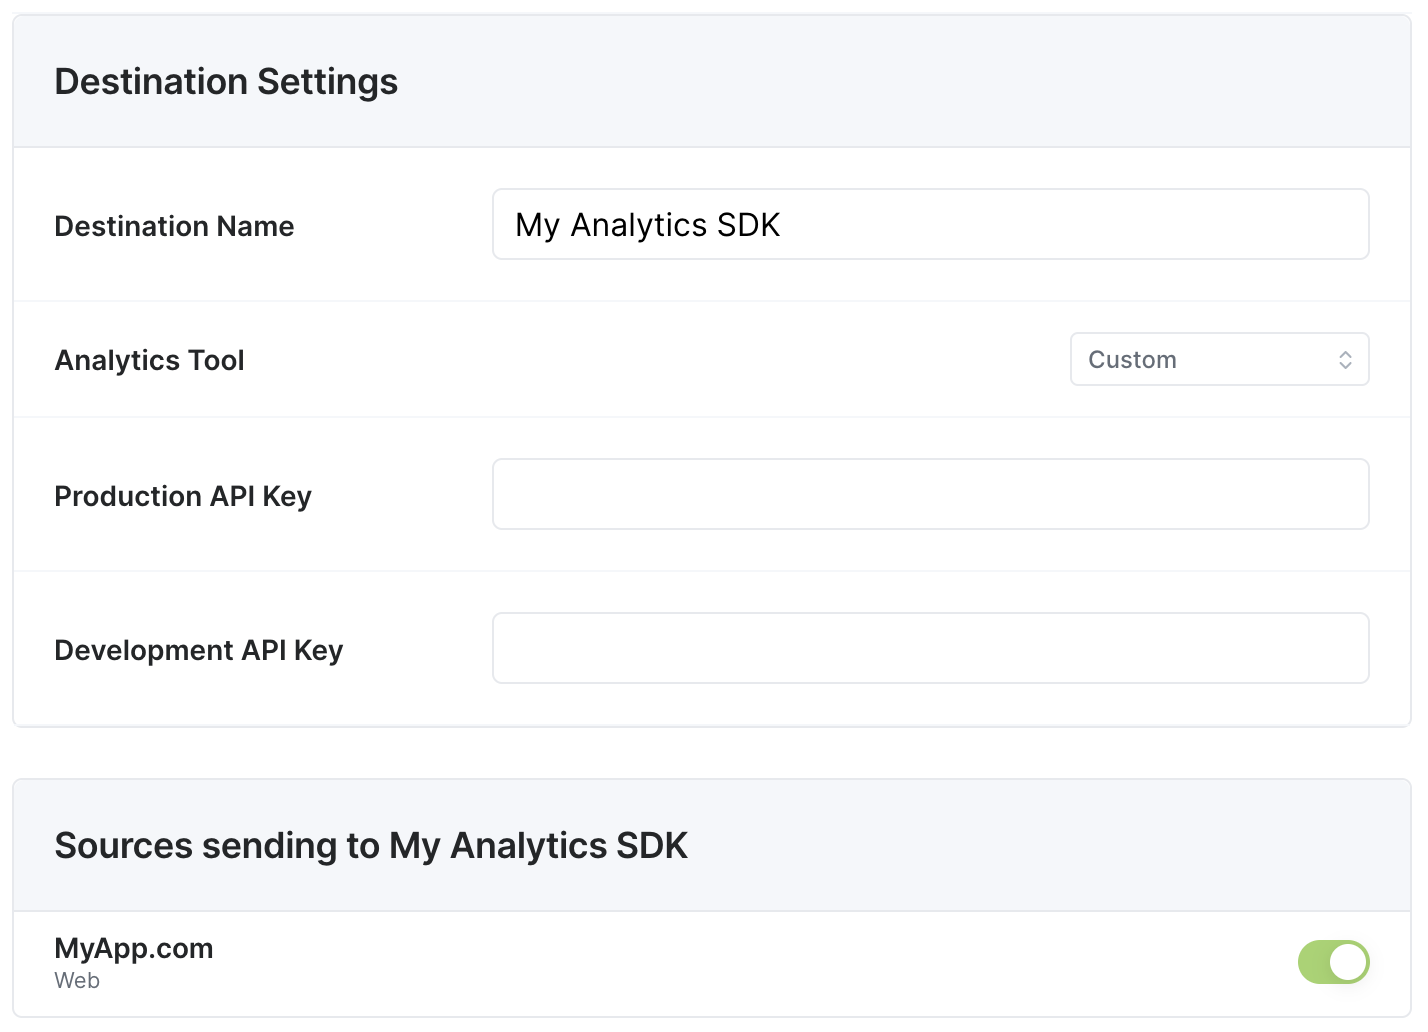 Destination Settings
Destination Name
My Analytics SDK
Analytics Tool
Custom
Production API Key
Development API Key
Sources sending to My Analytics SDK
MyApp.com
Web